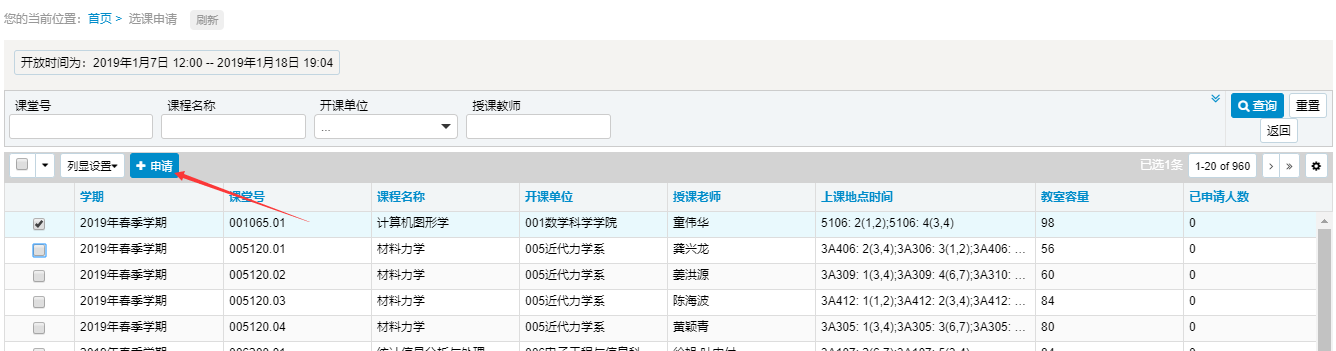 您的当前位置： 首页 > 选课申请 刷新
开放时间为：2019年1月7日 12:00 -- 2019年1月18日 19:04
课堂号 课程名称 开课单位 授课教师
... 查询 重置
返回
列显设置 申请 已选1条 1-20 of 960
学期 课堂号 课程名称 开课单位 授课老师 上课地点时间 教室容量 已申请人数
2019年春季学期 001065.01 计算机图形学 001数学科学学院 童伟华 5106: 2(1,2);5106: 4(3,4) 98 0
2019年春季学期 005120.01 材料力学 005近代力学系 龚兴龙 3A406: 2(3,4);3A306: 3(1,2);3A406: ... 56 0
2019年春季学期 005120.02 材料力学 005近代力学系 姜洪源 3A309: 1(3,4);3A309: 4(6,7);3A310: ... 60 0
2019年春季学期 005120.03 材料力学 005近代力学系 陈海波 3A412: 1(1,2);3A412: 2(3,4);3A412: ... 84 0
2019年春季学期 005120.04 材料力学 005近代力学系 黄颖青 3A305: 1(3,4);3A305: 3(6,7);3A305: ... 80 0